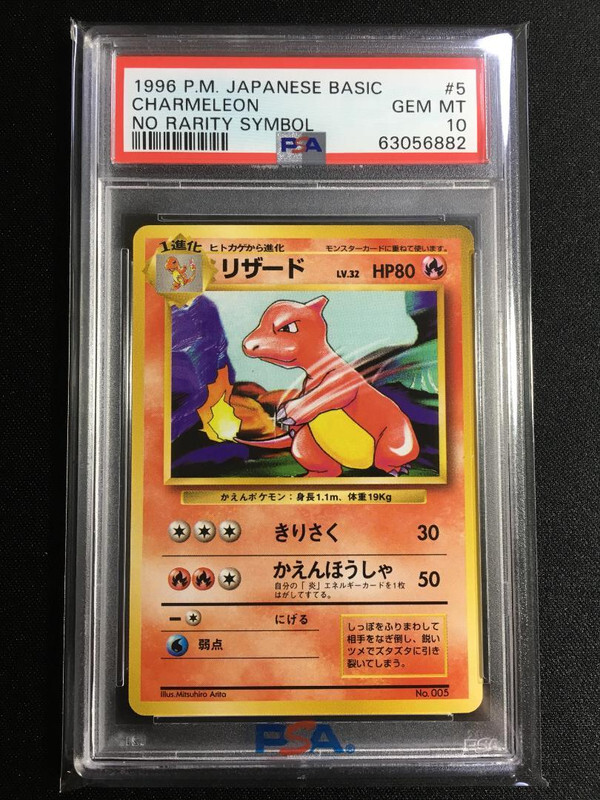 1996 P.M. JAPANESE BASIC #5
CHARMELEON GEM MT
NO RARITY SYMBOL 10
PSA 63056882
1進化 ヒトカゲから進化 モンスターカードに重ねて使います。
リザード LV.32 HP80
かえんポケモン：身長1.1m、体重19Kg
きりさく 30
かえんほうしゃ 50
自分の「炎」エネルギーカードを1枚
はがしてすてる。
ー にげる
弱点
しっぽをふりまわして
相手をなぎ倒し、鋭い
ツメでズタズタに引き
裂いてしまう。
Illus.Mitsuhiro Arita No. 005
PSA®
PSA